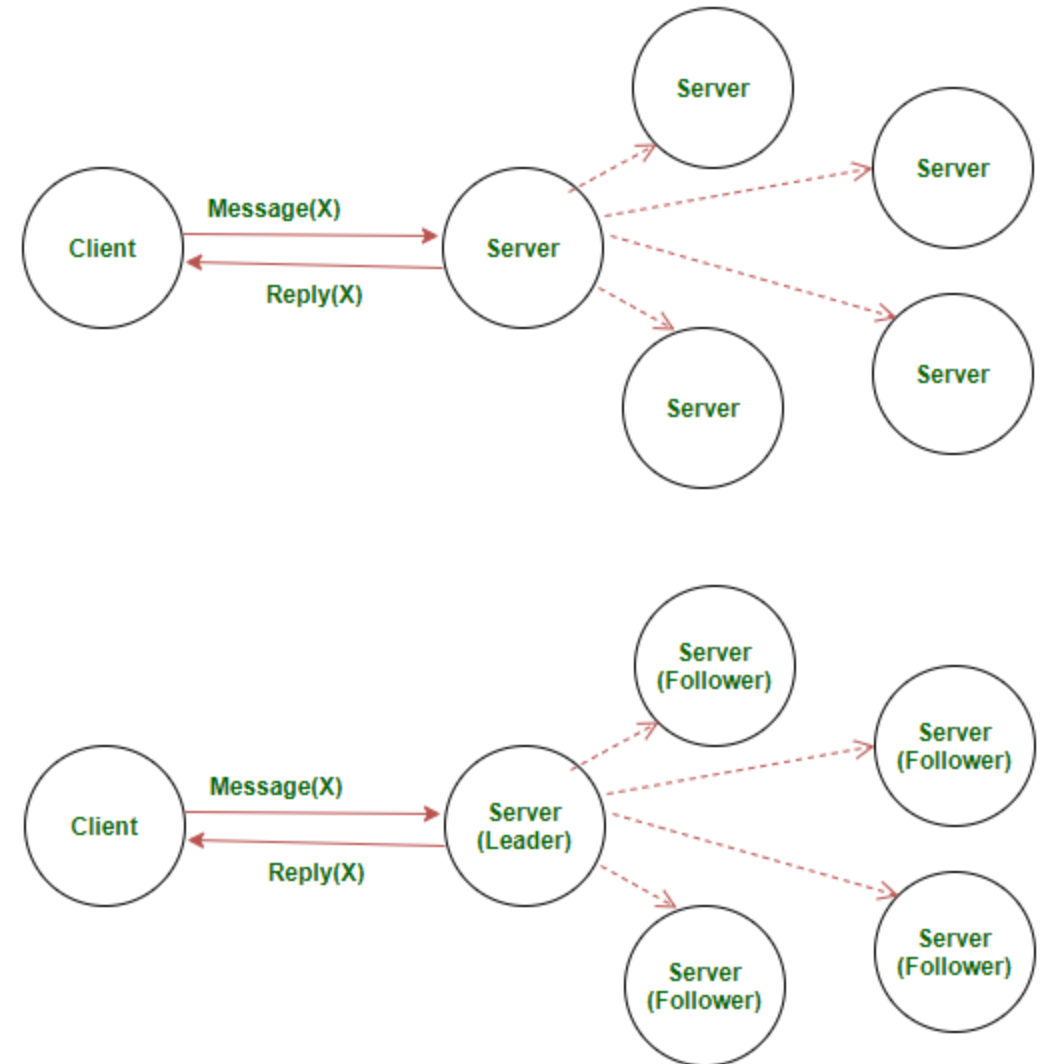 Server
Server
Message(X)
Client
Server
Reply(X)
Server
Server
Server
(Follower)
Server
(Follower)
Message(X)
Client
Server
(Leader)
Reply(X)
Server
(Follower)
Server
(Follower)